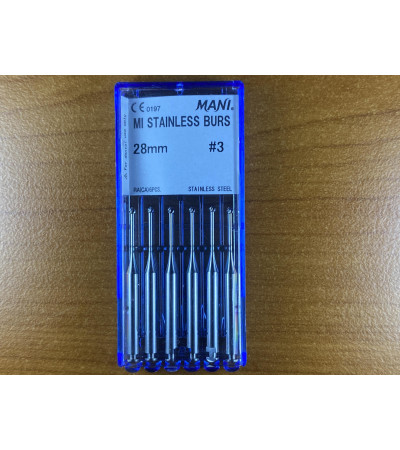 CE 0197 MANI®
MI STAINLESS BURS
28mm #3
RA(CA)6PCS. STAINLESS STEEL